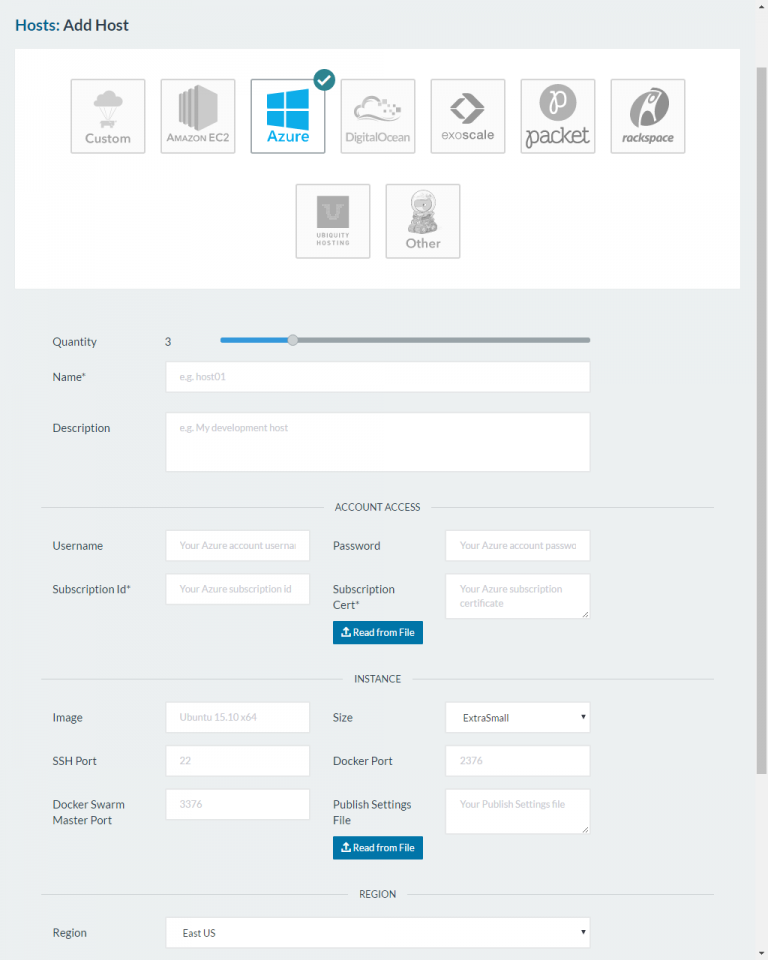 Hosts: Add Host
Custom
AMAZON EC2
Azure
DigitalOcean
exoscale
packet
rackspace
UBIQUITY
HOSTING
Other
Quantity 3
Name* e.g. host01
Description e.g. My development host
ACCOUNT ACCESS
Username Your Azure account userna
Password Your Azure account passwo
Subscription Id* Your Azure subscription id
Subscription
Cert*
Your Azure subscription
certificate
Read from File
INSTANCE
Image Ubuntu 15.10 x64
Size ExtraSmall
SSH Port 22
Docker Port 2376
Docker Swarm
Master Port
3376
Publish Settings
File
Your Publish Settings file
Read from File
REGION
Region East US